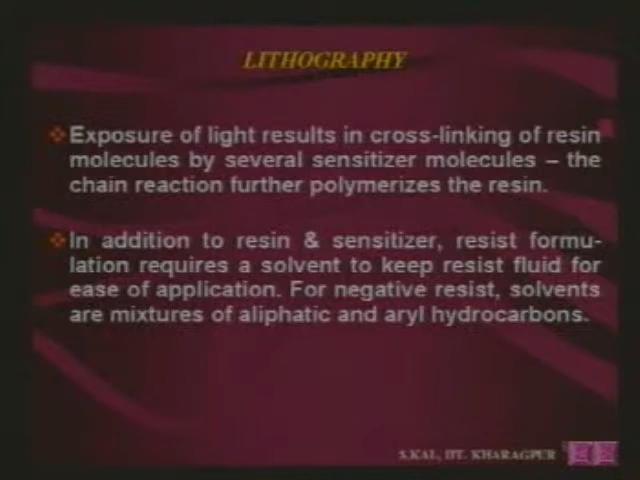 LITHOGRAPHY
Exposure of light results in cross-linking of resin
molecules by several sensitizer molecules – the
chain reaction further polymerizes the resin.
In addition to resin & sensitizer, resist formu-
lation requires a solvent to keep resist fluid for
ease of application. For negative resist, solvents
are mixtures of aliphatic and aryl hydrocarbons.
S.KAL, IIT. KHARAGPUR